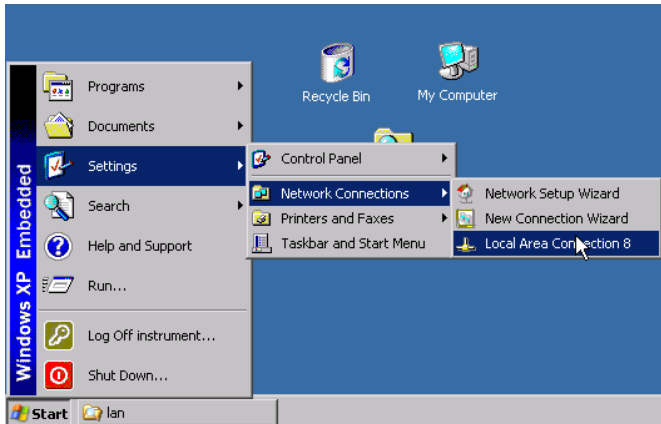 Recycle Bin
My Computer
Programs
Documents
Settings
Search
Help and Support
Run...
Log Off instrument...
Shut Down...
Windows XP Embedded
Control Panel
Network Connections
Printers and Faxes
Taskbar and Start Menu
Network Setup Wizard
New Connection Wizard
Local Area Connection 8
Start
lan